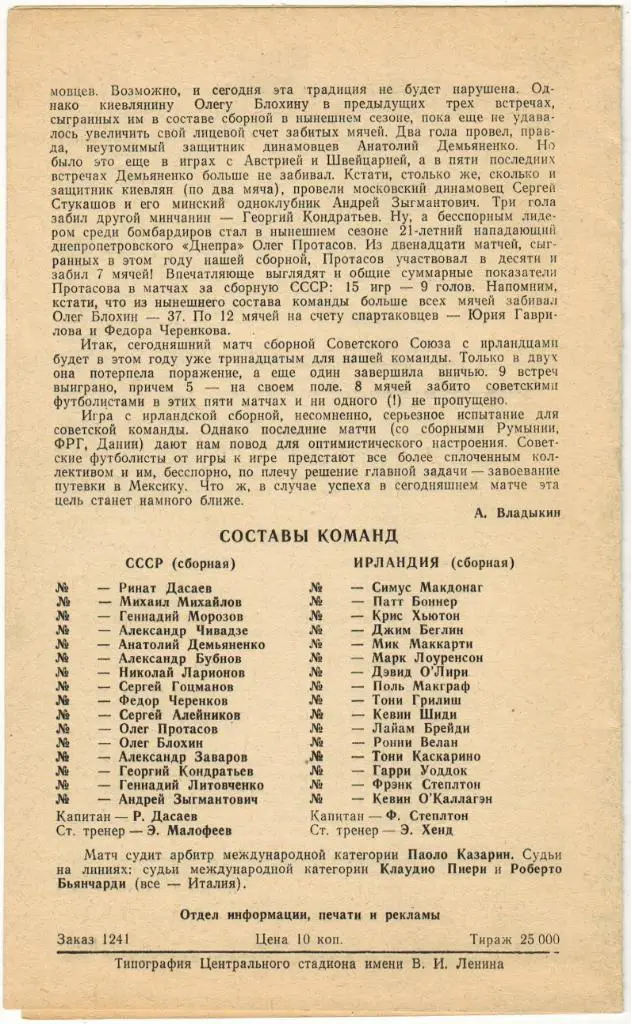 мовцев. Возможно, и сегодня эта традиция не будет нарушена. Од-
нако киевлянину Олегу Блохину в предыдущих трех встречах,
сыгранных им в составе сборной в нынешнем сезоне, пока еще не удава-
лось увеличить свой лицевой счет забитых мячей. Два гола провел, прав-
да, неутомимый защитник динамовцев Анатолий Демьяненко. Но
было это еще в играх с Австрией и Швейцарией, а в пяти последних
встречах Демьяненко больше не забивал. Кстати, столько же, сколько и
защитник киевлян (по два мяча), провели московский динамовец Сергей
Стукашов и его минский одноклубник Андрей Зыгмантович. Три гола
забил другой минчанин — Георгий Кондратьев. Ну, а бесспорным лиде-
ром среди бомбардиров стал в нынешнем сезоне 21-летний нападающий
днепропетровского «Днепра» Олег Протасов. Из двенадцати матчей, сыг-
ранных в этом году нашей сборной, Протасов участвовал в десяти и
забил 7 мячей! Впечатляюще выглядят и общие суммарные показатели
Протасова в матчах за сборную СССР: 15 игр — 9 голов. Напомним,
кстати, что из нынешнего состава команды больше всех мячей забивал
Олег Блохин — 37. По 12 мячей на счету спартаковцев — Юрия Гаври-
лова и Федора Черенкова.
Итак, сегодняшний матч сборной Советского Союза с ирландцами
будет в этом году уже тринадцатым для нашей команды. Только в двух
она потерпела поражение, а еще один завершила вничью. 9 встреч
выиграно, причем 5 — на своем поле. 8 мячей забито советскими
футболистами в этих пяти матчах и ни одного (!) не пропущено.
Игра с ирландской сборной, несомненно, серьезное испытание для
советской команды. Однако последние матчи (со сборными Румынии,
ФРГ, Дании) дают нам повод для оптимистического настроения. Совет-
ские футболисты от игры к игре предстают все более сплоченным кол-
лективом и им, бесспорно, по плечу решение главной задачи — завоевание
путевки в Мексику. Что ж, в случае успеха в сегодняшнем матче эта
цель станет намного ближе.
А. Владыкин
СОСТАВЫ КОМАНД
СССР (сборная)
№ — Ринат Дасаев
№ — Михаил Михайлов
№ — Геннадий Морозов
№ — Александр Чивадзе
№ — Анатолий Демьяненко
№ — Александр Бубнов
№ — Николай Ларионов
№ — Сергей Гоцманов
№ — Федор Черенков
№ — Сергей Алейников
№ — Олег Протасов
№ — Олег Блохин
№ — Александр Заваров
№ — Георгий Кондратьев
№ — Геннадий Литовченко
№ — Андрей Зыгмантович
Капитан — Р. Дасаев
Ст. тренер — Э. Малофеев
ИРЛАНДИЯ (сборная)
№ — Симус Макдонаг
№ — Патт Боннер
№ — Крис Хьютон
№ — Джим Беглин
№ — Мик Маккарти
№ — Марк Лоуренсон
№ — Дэвид О'Лири
№ — Поль Макграф
№ — Тони Грилиш
№ — Кевин Шиди
№ — Лайам Брейди
№ — Ронни Велан
№ — Тони Каскарино
№ — Гарри Уоддок
№ — Фрэнк Степлтон
№ — Кевин О'Каллагэн
Капитан — Ф. Степлтон
Ст. тренер — Э. Хенд
Матч судит арбитр международной категории Паоло Казарин. Судьи
на линиях: судьи международной категории Клаудио Пиери и Роберто
Бьянчарди (все — Италия).
Отдел информации, печати и рекламы
Заказ 1241 Цена 10 коп. Тираж 25 000
Типография Центрального стадиона имени В. И. Ленина